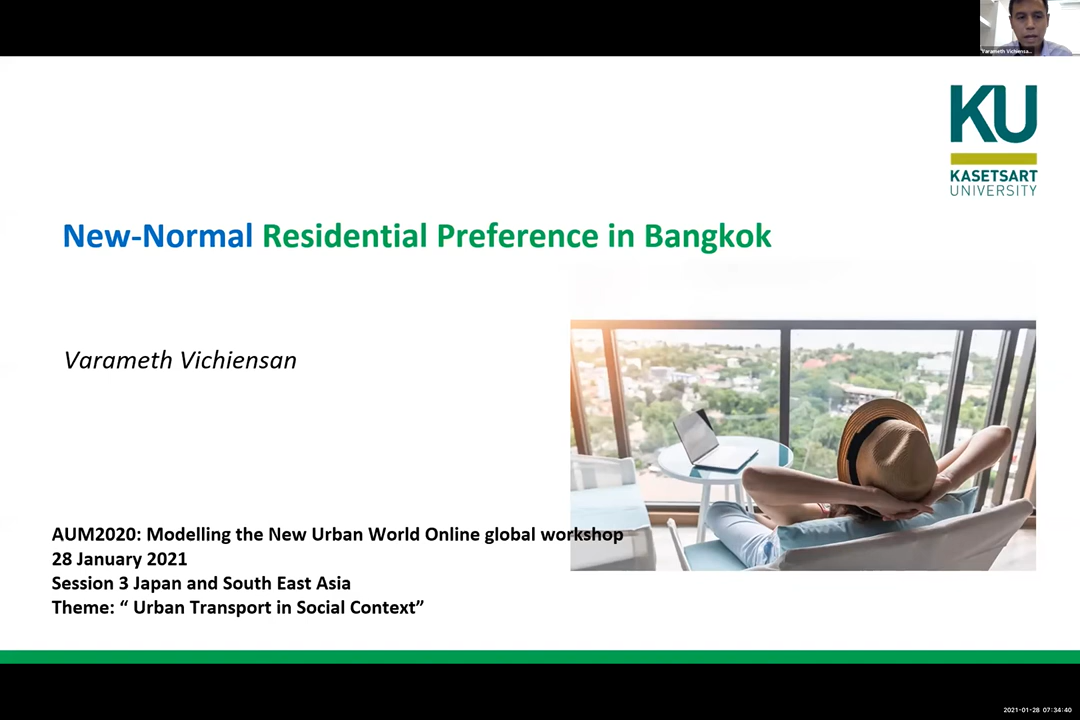 Varameth Vichiensa...
KU
KASETSART
UNIVERSITY
New-Normal Residential Preference in Bangkok
Varameth Vichiensan
AUM2020: Modelling the New Urban World Online global workshop
28 January 2021
Session 3 Japan and South East Asia
Theme: “ Urban Transport in Social Context”
2021-01-28 07:34:40